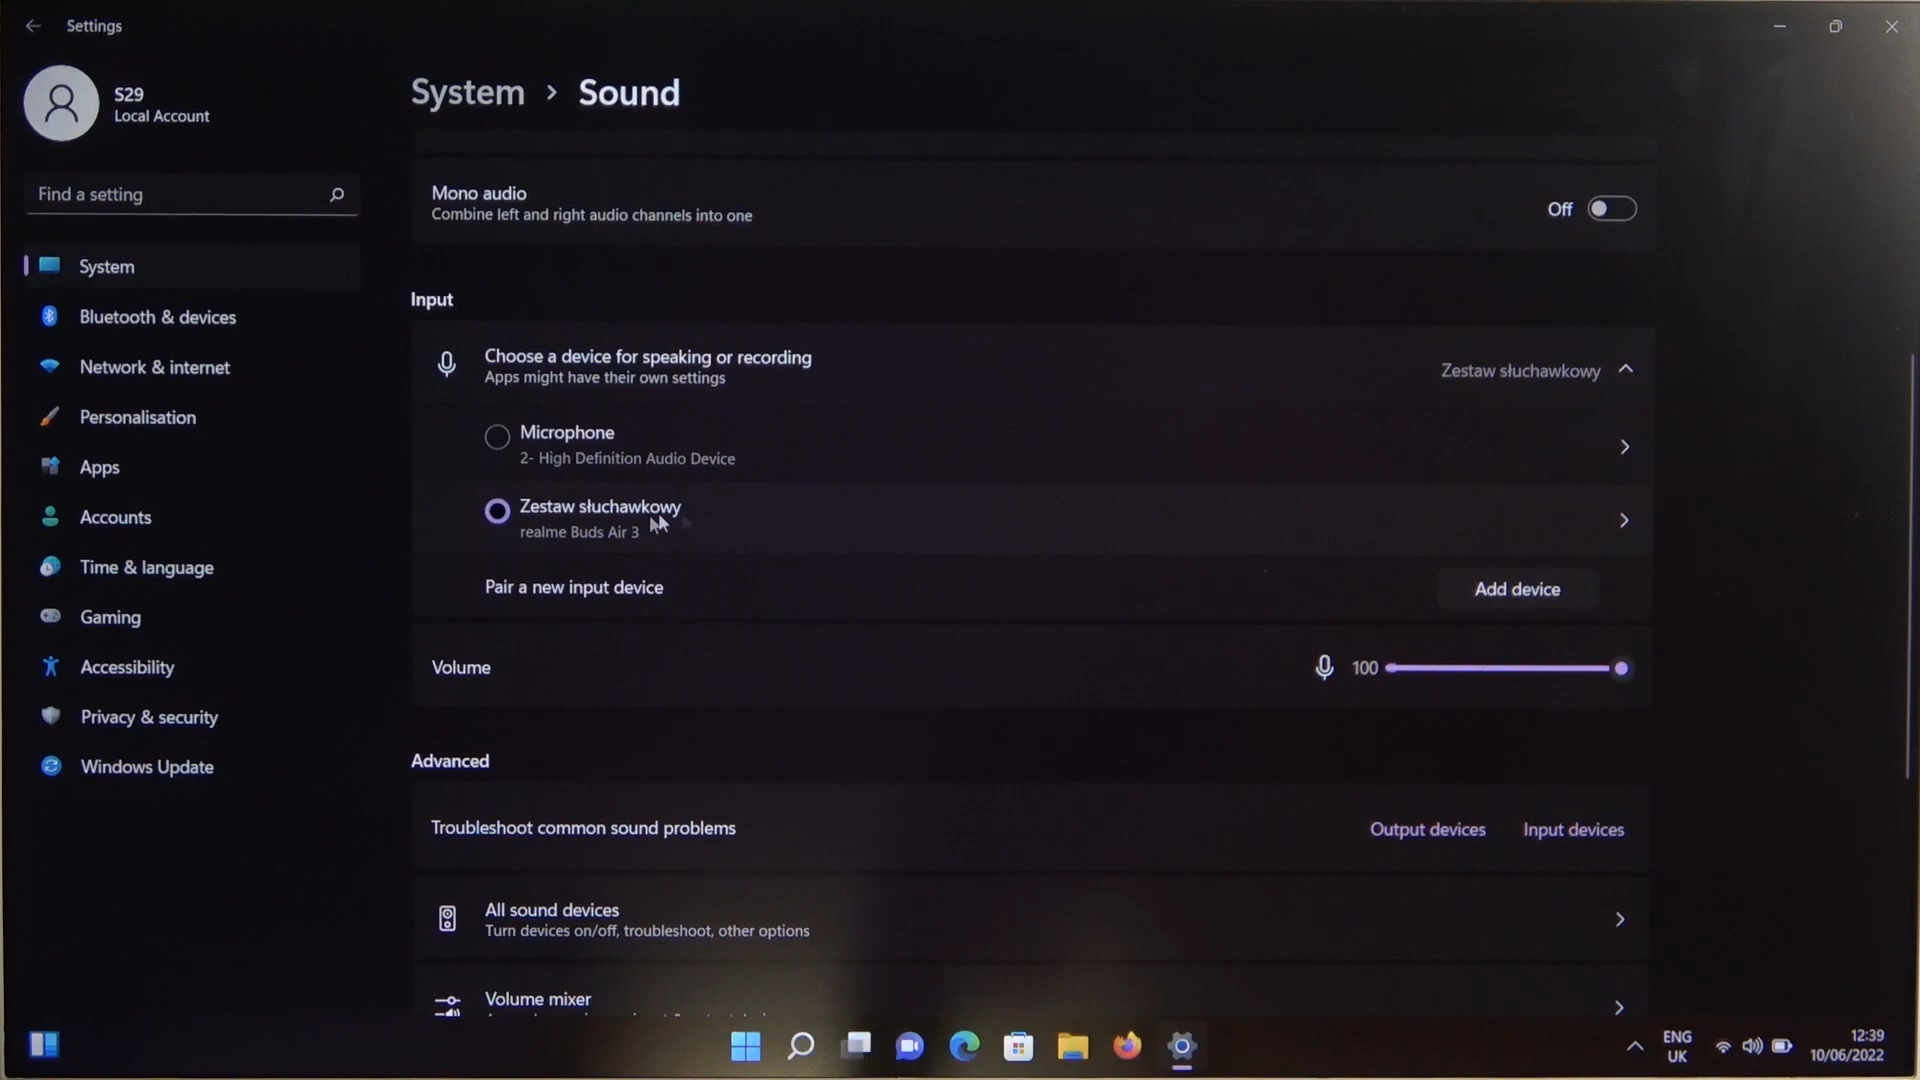 Settings
S29
Local Account
Find a setting
System
Bluetooth & devices
Network & internet
Personalisation
Apps
Accounts
Time & language
Gaming
Accessibility
Privacy & security
Windows Update
System > Sound
Mono audio
Combine left and right audio channels into one
Off
Input
Choose a device for speaking or recording
Apps might have their own settings
Zestaw słuchawkowy
Microphone
2- High Definition Audio Device
Zestaw słuchawkowy
realme Buds Air 3
Pair a new input device
Add device
Volume
100
Advanced
Troubleshoot common sound problems
Output devices
Input devices
All sound devices
Turn devices on/off, troubleshoot, other options
Volume mixer
ENG
UK
12:39
10/06/2022